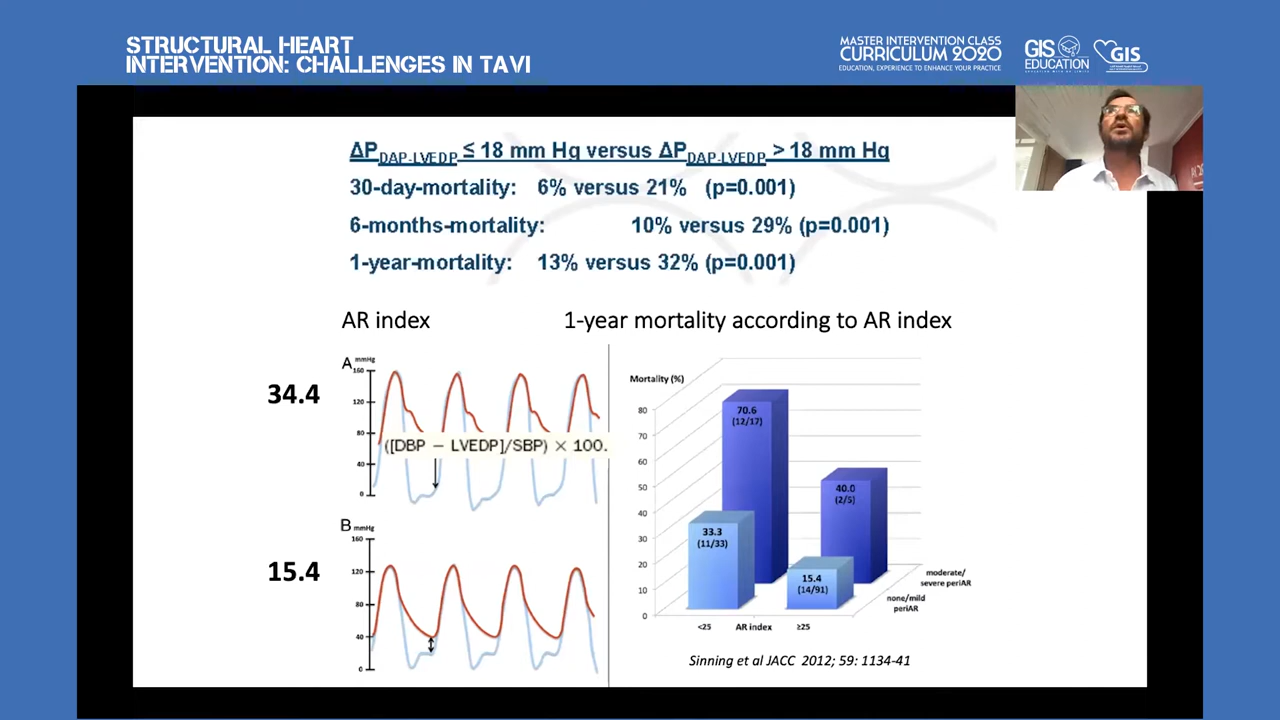 STRUCTURAL HEART
INTERVENTION: CHALLENGES IN TAVI
MASTER INTERVENTION CLASS
CURRICULUM 2020
EDUCATION, EXPERIENCE TO ENHANCE YOUR PRACTICE
GIS
EDUCATION
GIS
ΔPDAP-LVEDP ≤ 18 mm Hg versus ΔPDAP-LVEDP > 18 mm Hg
30-day-mortality: 6% versus 21% (p=0.001)
6-months-mortality: 10% versus 29% (p=0.001)
1-year-mortality: 13% versus 32% (p=0.001)
AR index
1-year mortality according to AR index
34.4
A
mmHg
160
120
80
40
0
([DBP − LVEDP]/SBP) × 100.
15.4
B
mmHg
160
120
80
40
0
Mortality (%)
80
70
60
50
40
30
20
10
0
70.6
(12/17)
40.0
(2/5)
33.3
(11/33)
15.4
(14/91)
moderate/
severe periAR
none/mild
periAR
<25 AR index ≥25
Sinning et al JACC 2012; 59: 1134-41